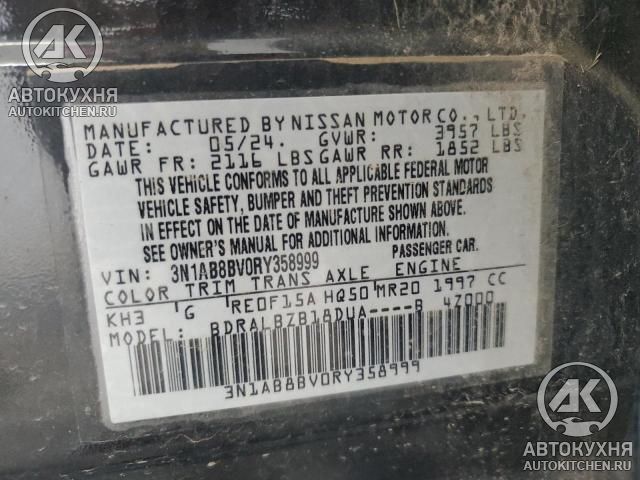 АК
АВТОКУХНЯ
AUTOKITCHEN.RU
MANUFACTURED BY NISSAN MOTOR CO., LTD.
DATE: 05/24. GVWR: 3957 LBS
GAWR FR: 2116 LBS GAWR RR: 1852 LBS
THIS VEHICLE CONFORMS TO ALL APPLICABLE FEDERAL MOTOR
VEHICLE SAFETY, BUMPER AND THEFT PREVENTION STANDARDS
IN EFFECT ON THE DATE OF MANUFACTURE SHOWN ABOVE.
SEE OWNER'S MANUAL FOR ADDITIONAL INFORMATION.
VIN: 3N1AB8BV0RY358999 PASSENGER CAR.
COLOR TRIM TRANS AXLE ENGINE
KH3 G RE0F15A HQ50 MR20 1997 CC
MODEL: BDRALBZB18DUA----B 4Z000
3N1AB8BV0RY358999
АК
АВТОКУХНЯ
AUTOKITCHEN.RU